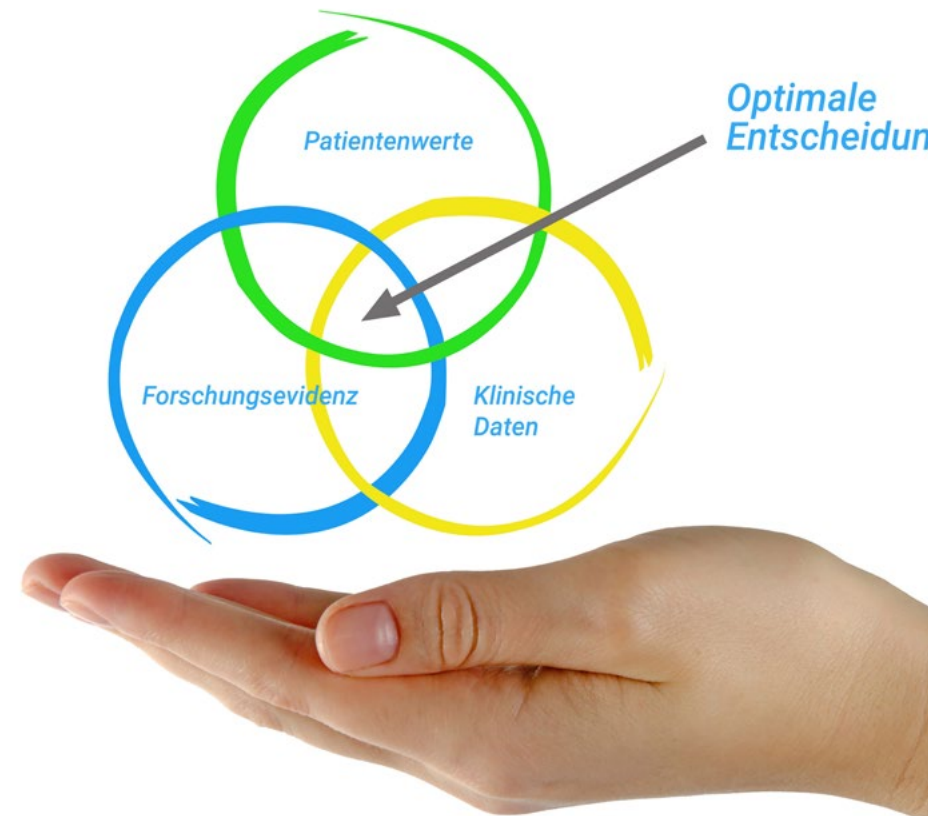 Patientenwerte
Optimale
Entscheidun
Forschungsevidenz
Klinische
Daten